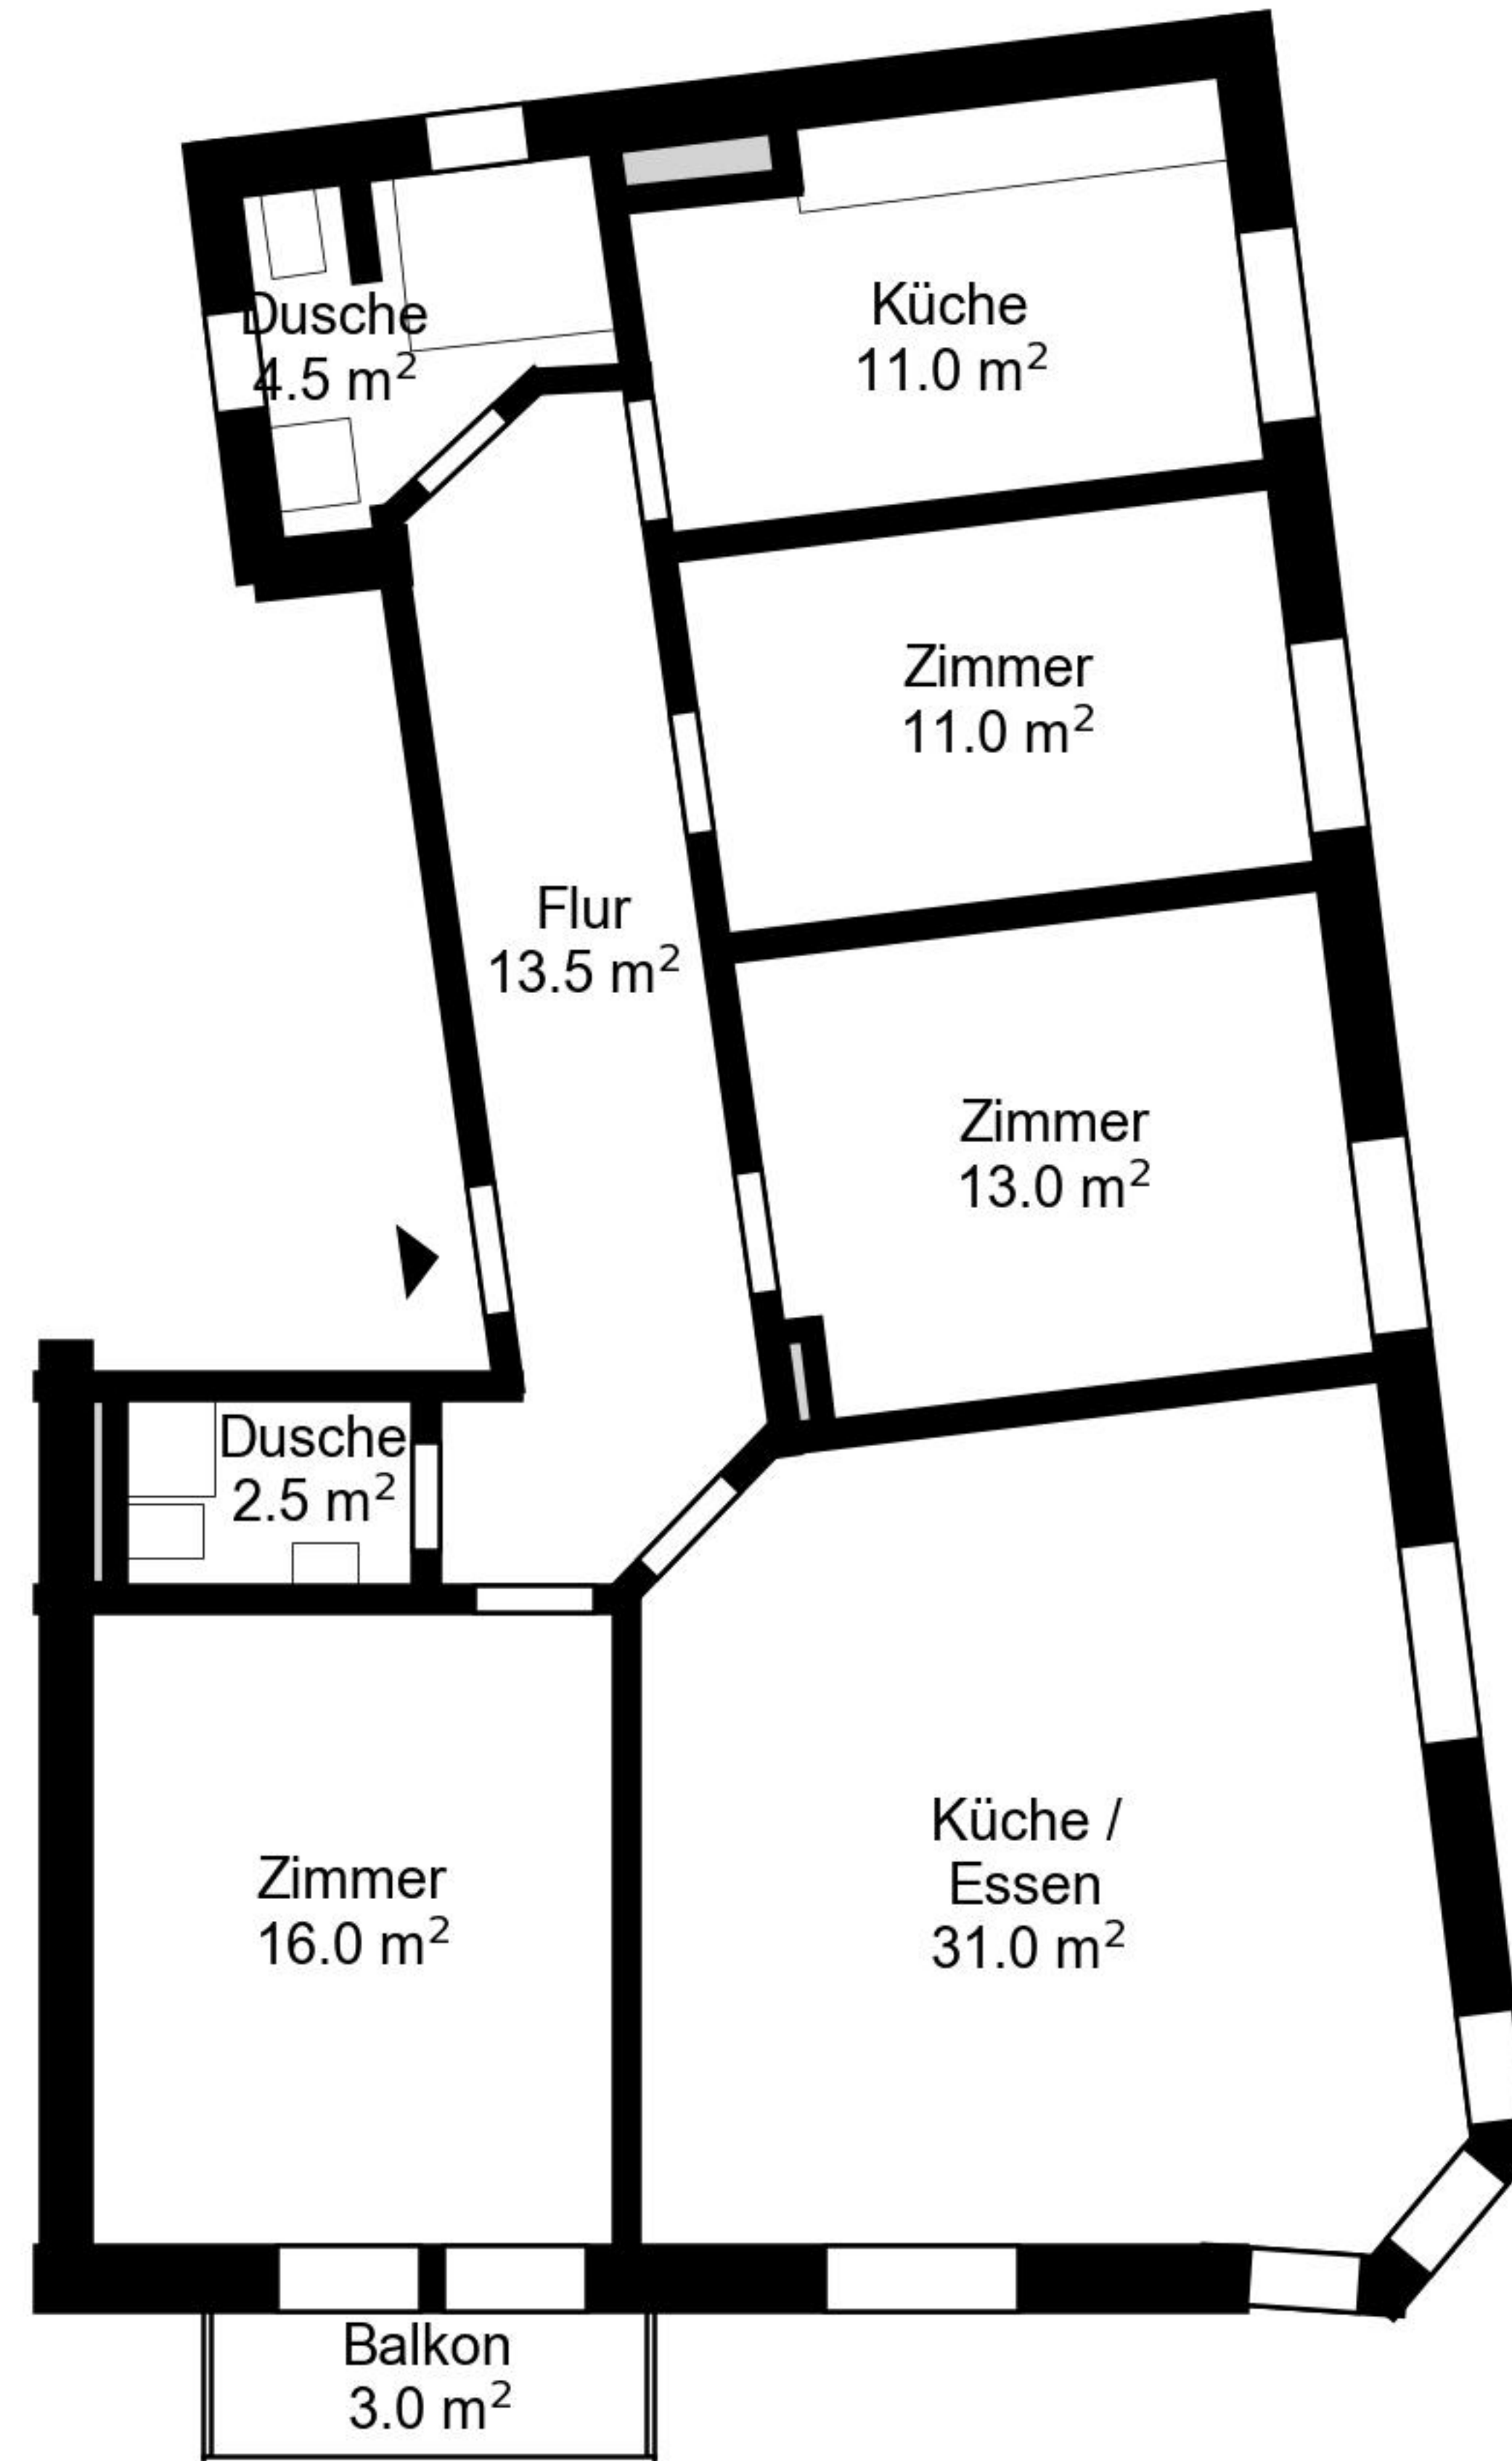 Dusche
4.5 m²
Küche
11.0 m²
Zimmer
11.0 m²
Flur
13.5 m²
Zimmer
13.0 m²
Dusche
2.5 m²
Zimmer
16.0 m²
Küche /
Essen
31.0 m²
Balkon
3.0 m²